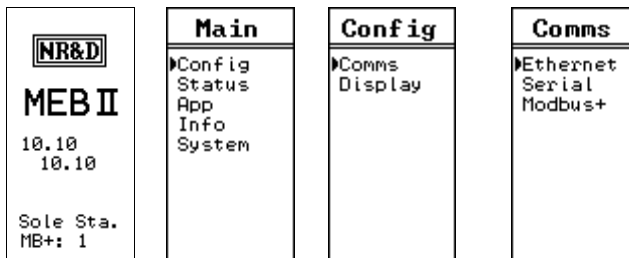 NR&D
MEB II
10.10
10.10
Sole Sta.
MB+: 1
Main
Config
Status
App
Info
System
Config
Comms
Display
Comms
Ethernet
Serial
Modbus+